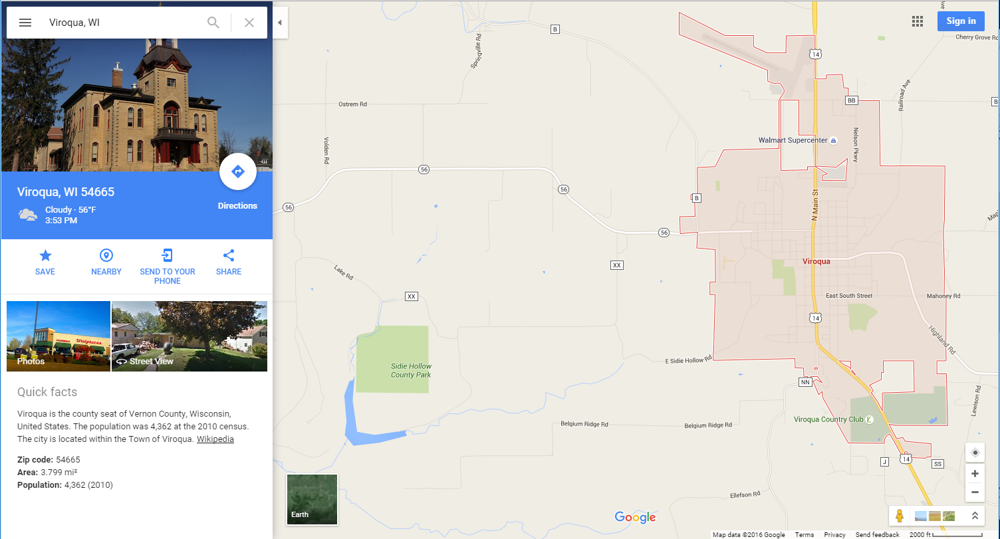 Viroqua, WI
Sign in
Viroqua, WI 54665
Cloudy · 56°F
3:53 PM
Directions
SAVE
NEARBY
SEND TO YOUR
PHONE
SHARE
Walgreens
Photos
Street View
Quick facts
Viroqua is the county seat of Vernon County, Wisconsin,
United States. The population was 4,362 at the 2010 census.
The city is located within the Town of Viroqua. Wikipedia
Zip code: 54665
Area: 3.799 mi²
Population: 4,362 (2010)
B
Springville Rd
14
Cherry Grove Rd
Ostrem Rd
BB
Railroad Ave
B
Volden Rd
Walmart Supercenter
Nelson Pkwy
56
56
56
B
N Main St
56
XX
Viroqua
Lake Rd
XX
East South Street
Mahoney Rd
14
Highland Rd
Sidie Hollow
County Park
E Sidie Hollow Rd
NN
Lewison Rd
Belgium Ridge Rd
Belgium Ridge Rd
Viroqua Country Club
J
14
SS
Ellefson Rd
Earth
Google
Map data ©2016 Google
Terms
Privacy
Send feedback
2000 ft